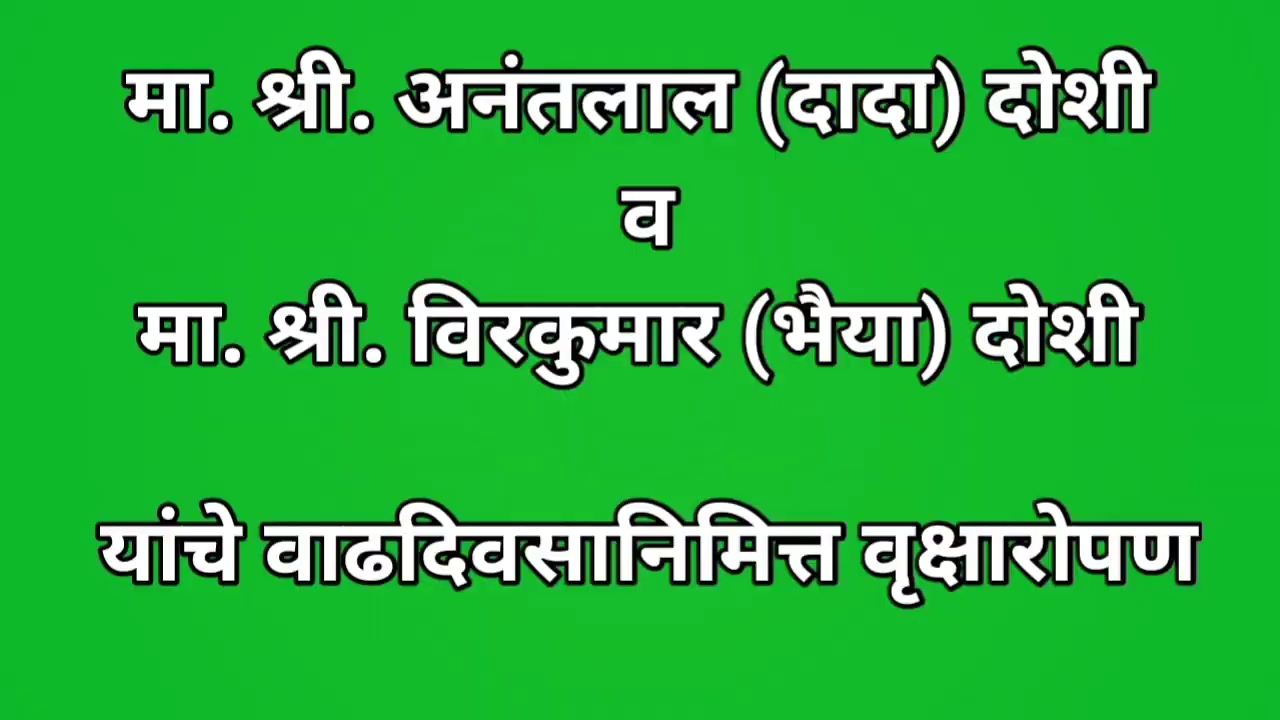 मा. श्री. अनंतलाल (दादा) दोशी
व
मा. श्री. विरकुमार (भैया) दोशी
यांचे वाढदिवसानिमित्त वृक्षारोपण